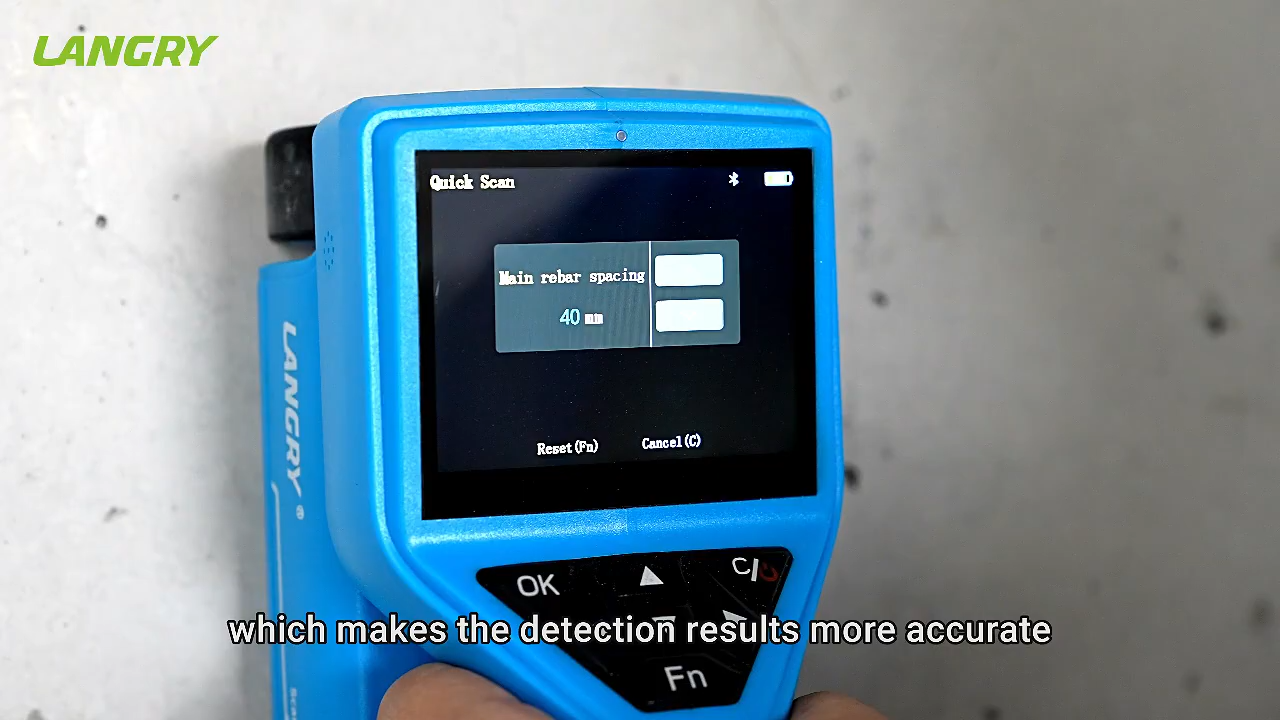 LANGRY
Quick Scan
Main rebar spacing
40 mm
Reset(Fn)
Cancel(C)
LANGRY®
OK
C
Fn
which makes the detection results more accurate